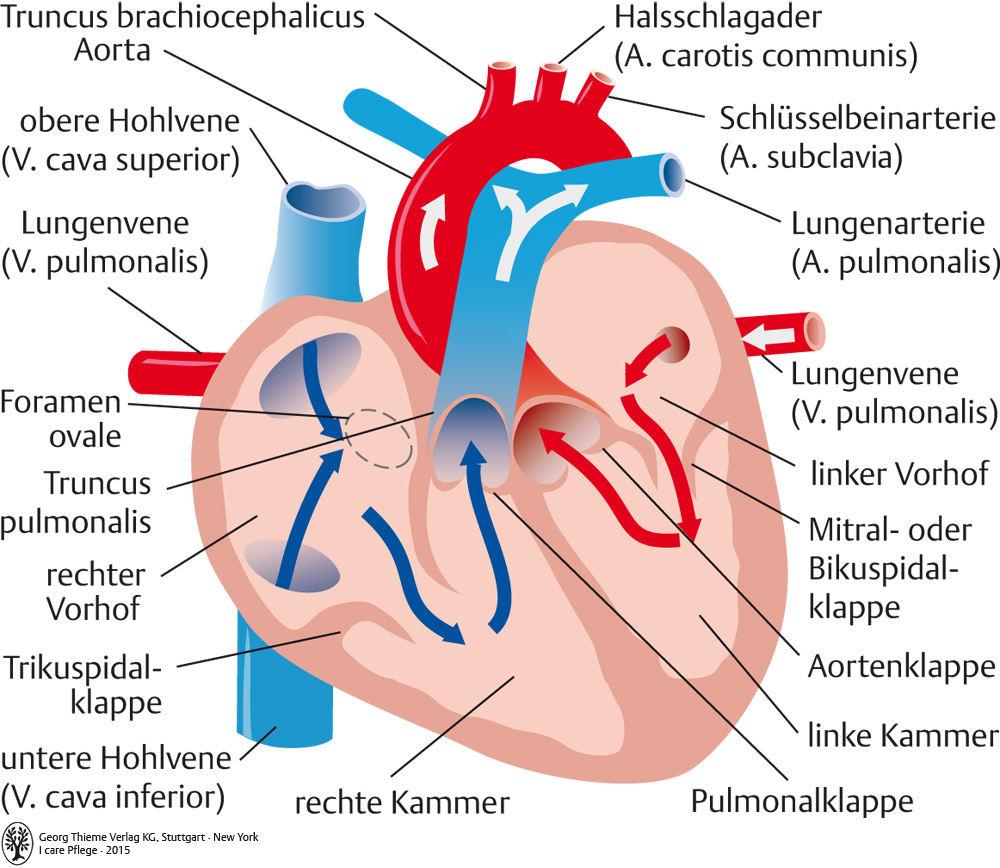 Truncus brachiocephalicus
Aorta
obere Hohlvene
(V. cava superior)
Lungenvene
(V. pulmonalis)
Foramen
ovale
Truncus
pulmonalis
rechter
Vorhof
Trikuspidal-
klappe
untere Hohlvene
(V. cava inferior)
rechte Kammer
Halsschlagader
(A. carotis communis)
Schlüsselbeinarterie
(A. subclavia)
Lungenarterie
(A. pulmonalis)
Lungenvene
(V. pulmonalis)
linker Vorhof
Mitral- oder
Bikuspidal-
klappe
Aortenklappe
linke Kammer
Pulmonalklappe
Georg Thieme Verlag KG, Stuttgart · New York
I care Pflege · 2015